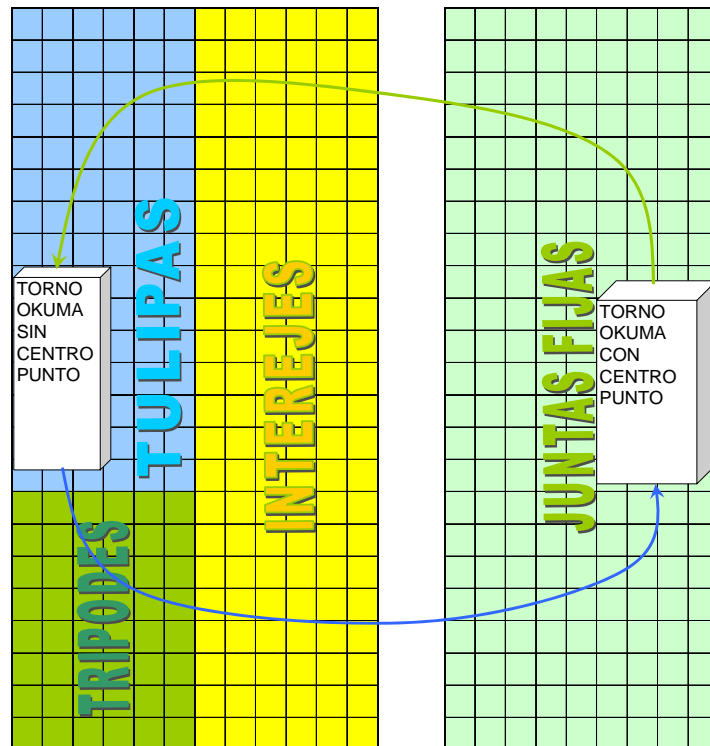 TORNO
OKUMA
SIN
CENTRO
PUNTO
TULIPAS
TRIPODES
INTEREJES
JUNTAS FIJAS
TORNO
OKUMA
CON
CENTRO
PUNTO